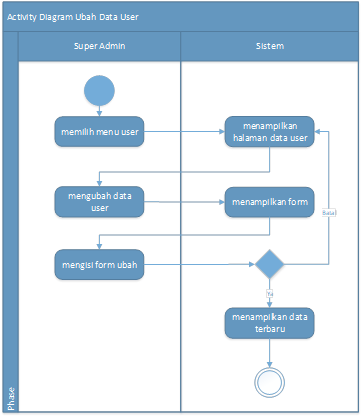 Activity Diagram Ubah Data User
Super Admin
Sistem
memilih menu user
menampilkan
halaman data user
mengubah data
user
menampilkan form
Batal
mengisi form ubah
Ya
menampilkan data
terbaru
Phase